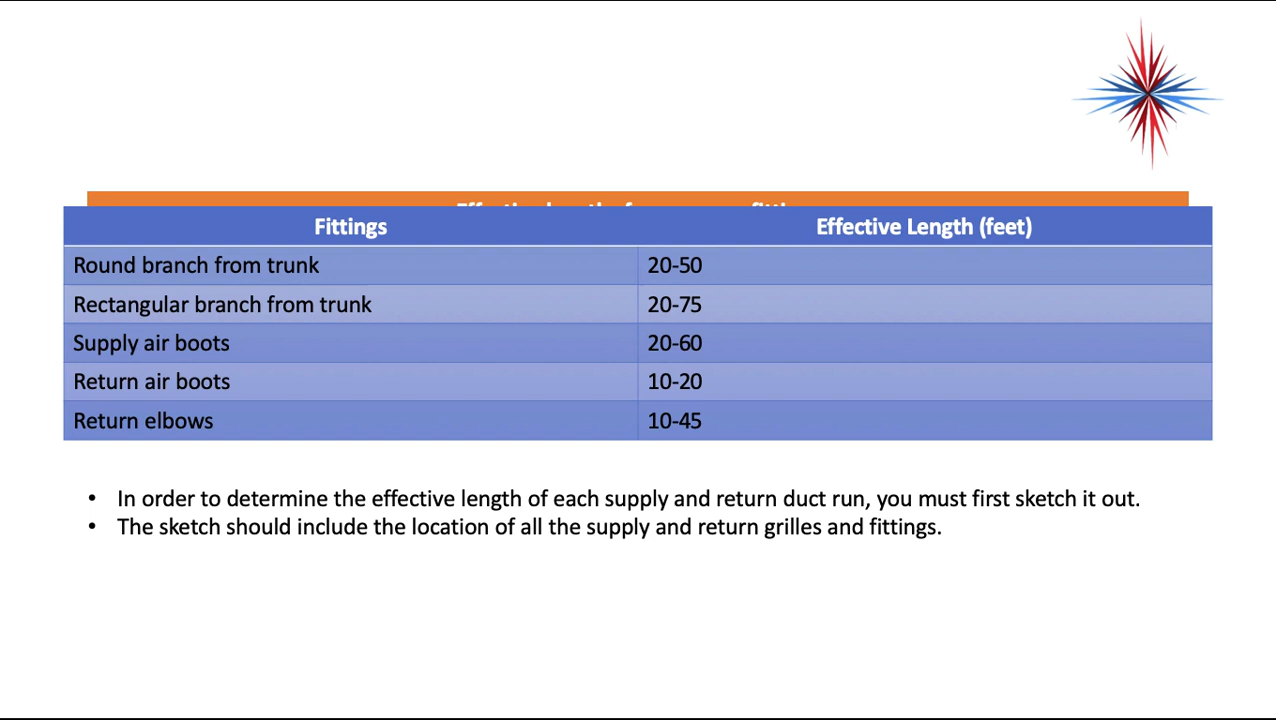 Fittings Effective Length (feet)
Round branch from trunk 20-50
Rectangular branch from trunk 20-75
Supply air boots 20-60
Return air boots 10-20
Return elbows 10-45
• In order to determine the effective length of each supply and return duct run, you must first sketch it out.
• The sketch should include the location of all the supply and return grilles and fittings.